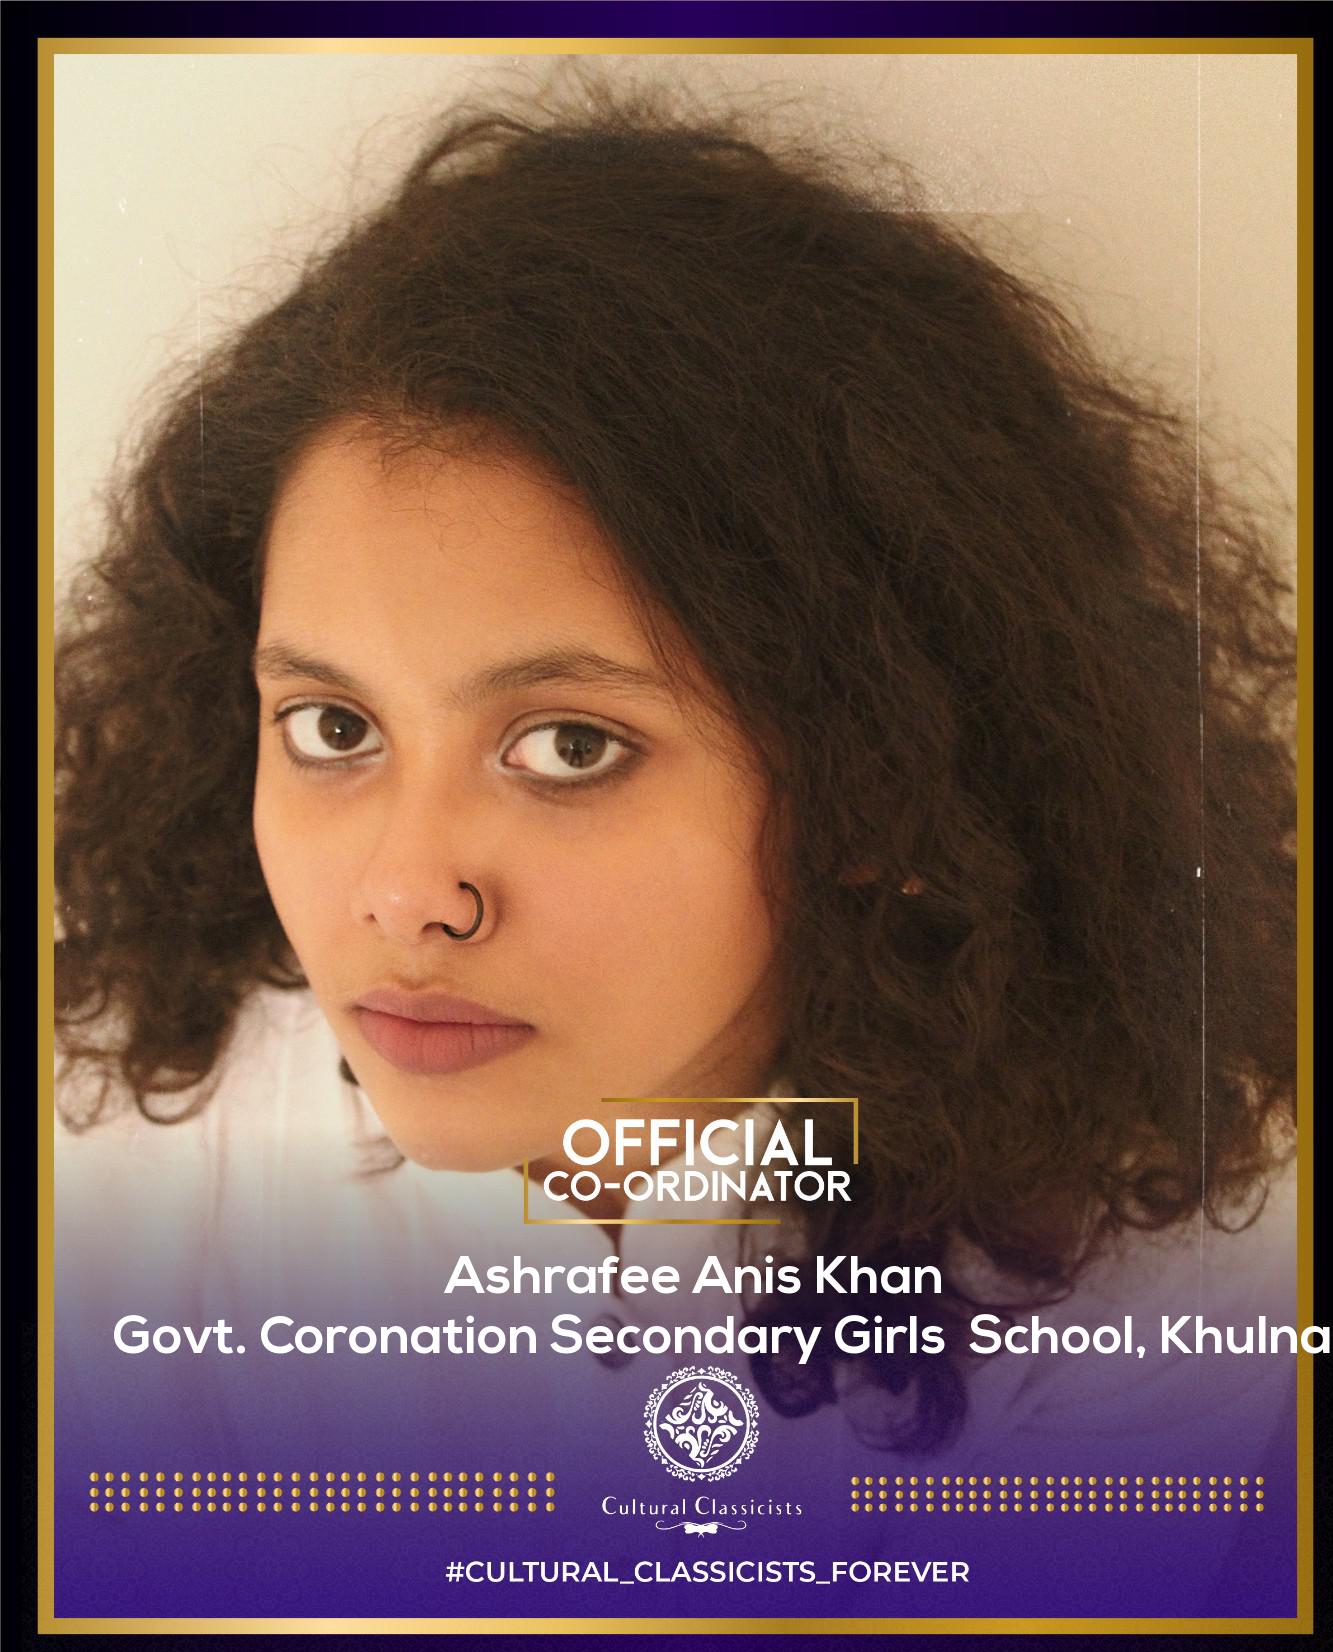 OFFICIAL
CO-ORDINATOR
Ashrafee Anis Khan
Govt. Coronation Secondary Girls School, Khulna
Cultural Classicists
#CULTURAL_CLASSICISTS_FOREVER